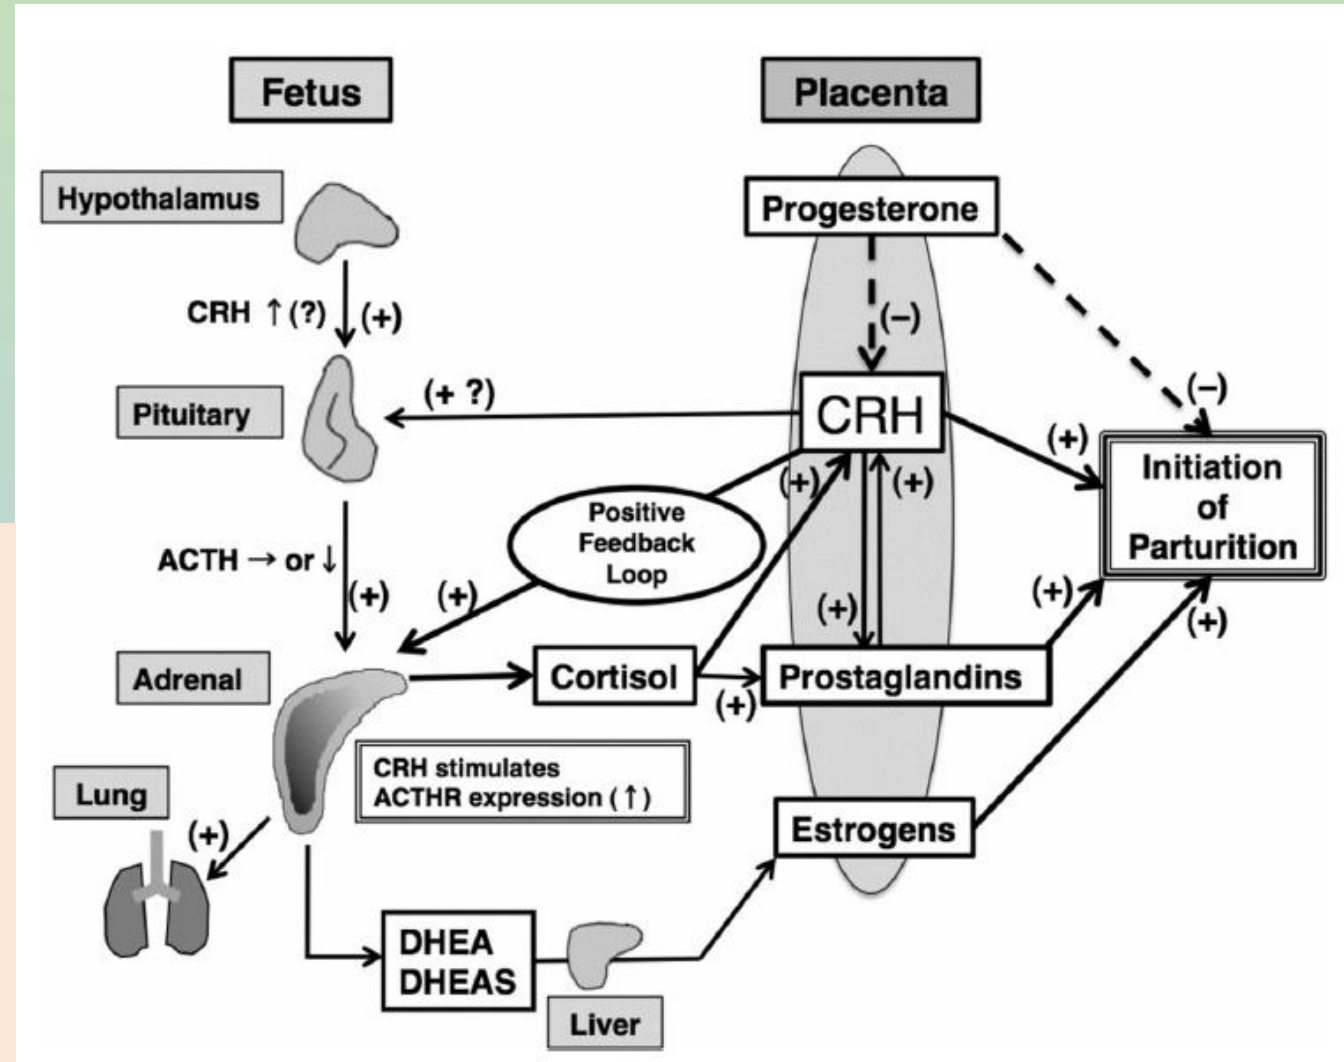 Fetus
Placenta
Hypothalamus
Progesterone
CRH ↑ (?)
(+)
(–)
(–)
Pituitary
(+ ?)
CRH
(+)
Initiation
of
Parturition
(+)
(+)
Positive
Feedback
Loop
ACTH → or ↓
(+)
(+)
(+)
(+)
(+)
Adrenal
Cortisol
(+)
Prostaglandins
CRH stimulates
ACTHR expression (↑)
Lung
(+)
Estrogens
DHEA
DHEAS
Liver